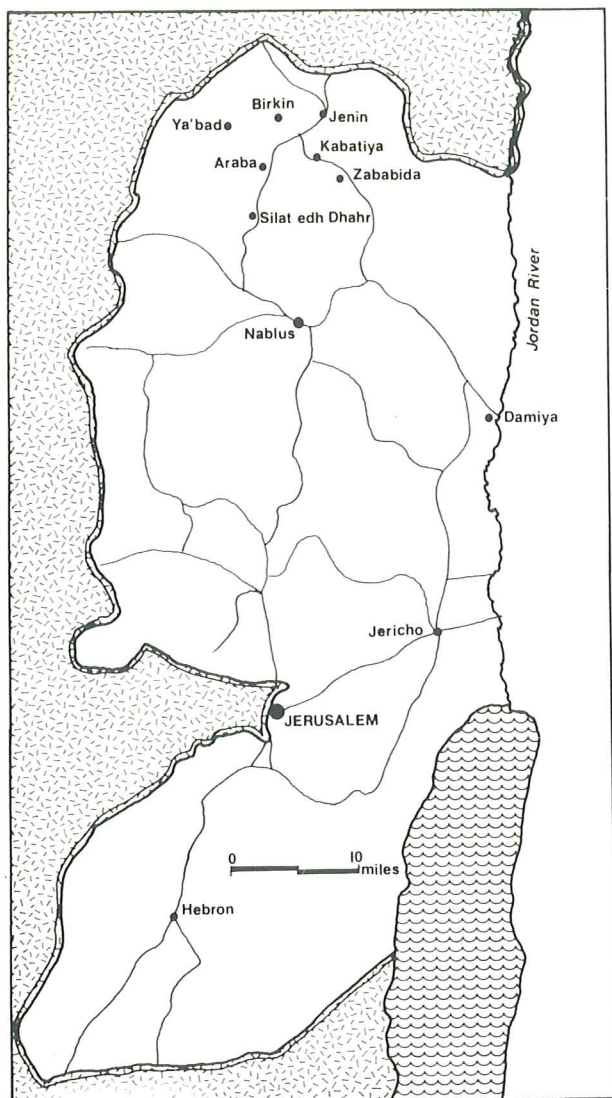 Birkin
Ya'bad
Jenin
Kabatiya
Araba
Zababida
Silat edh Dhahr
Jordan River
Nablus
Damiya
Jericho
JERUSALEM
0 10
miles
Hebron